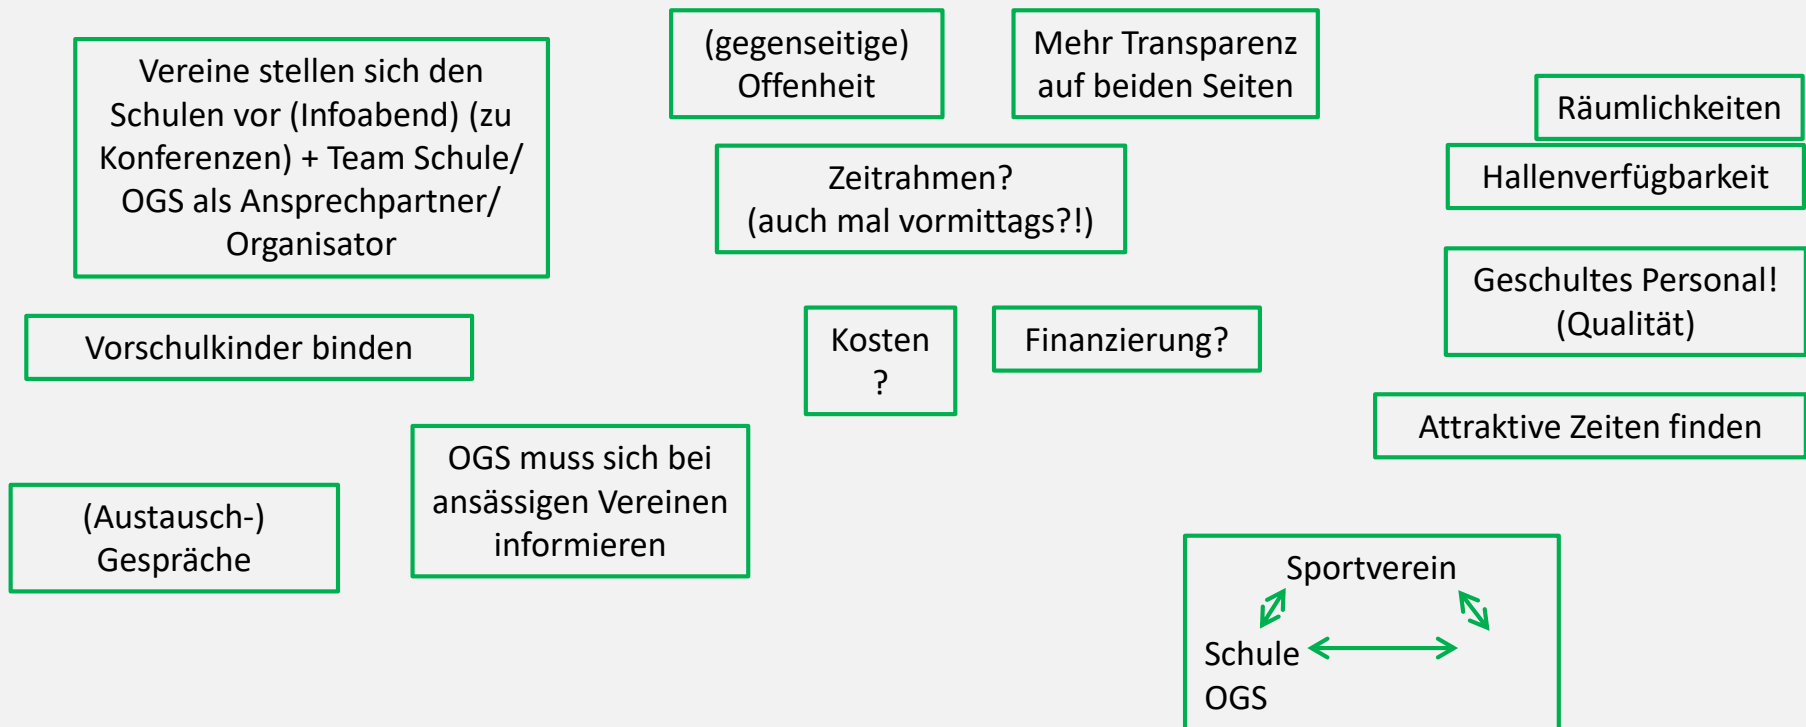 Vereine stellen sich den
Schulen vor (Infoabend) (zu
Konferenzen) + Team Schule/
OGS als Ansprechpartner/
Organisator
(gegenseitige)
Offenheit
Mehr Transparenz
auf beiden Seiten
Räumlichkeiten
Hallenverfügbarkeit
Zeitrahmen?
(auch mal vormittags?!)
Geschultes Personal!
(Qualität)
Vorschulkinder binden
Kosten
?
Finanzierung?
Attraktive Zeiten finden
OGS muss sich bei
ansässigen Vereinen
informieren
(Austausch-)
Gespräche
Sportverein
Schule
OGS